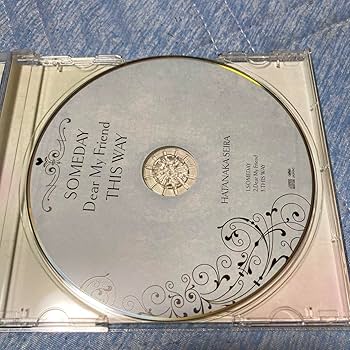 SOMEDAY
Dear My Friend
THIS WAY
HATANAKA SEIRA
1.SOMEDAY
2.Dear My Friend
3.THIS WAY